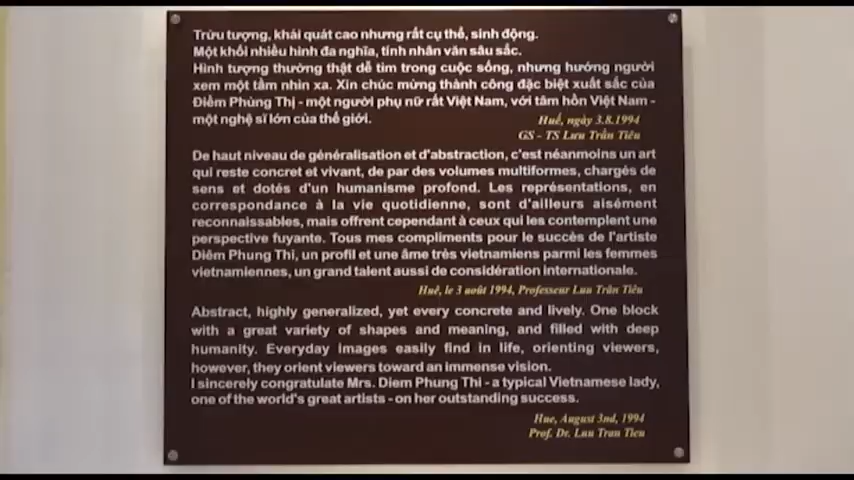 Trừu tượng, khái quát cao nhưng rất cụ thể, sinh động.
Một khối nhiều hình đa nghĩa, tính nhân văn sâu sắc.
Hình tượng thường thật dễ tìm trong cuộc sống, nhưng hướng người
xem một tầm nhìn xa. Xin chúc mừng thành công đặc biệt xuất sắc của
Điềm Phùng Thị - một người phụ nữ rất Việt Nam, với tâm hồn Việt Nam -
một nghệ sĩ lớn của thế giới.
Huế, ngày 3.8.1994
GS - TS Lưu Trần Tiêu
De haut niveau de généralisation et d'abstraction, c'est néanmoins un art
qui reste concret et vivant, de par des volumes multiformes, chargés de
sens et dotés d'un humanisme profond. Les représentations, en
correspondance à la vie quotidienne, sont d'ailleurs aisément
reconnaissables, mais offrent cependant à ceux qui les contemplent une
perspective fuyante. Tous mes compliments pour le succès de l'artiste
Diêm Phung Thi, un profil et une âme très vietnamiens parmi les femmes
vietnamiennes, un grand talent aussi de considération internationale.
Huê, le 3 août 1994, Professeur Luu Trân Tiêu
Abstract, highly generalized, yet every concrete and lively. One block
with a great variety of shapes and meaning, and filled with deep
humanity. Everyday images easily find in life, orienting viewers,
however, they orient viewers toward an immense vision.
I sincerely congratulate Mrs. Diem Phung Thi - a typical Vietnamese lady,
one of the world's great artists - on her outstanding success.
Hue, August 3nd, 1994
Prof. Dr. Luu Tran Tieu